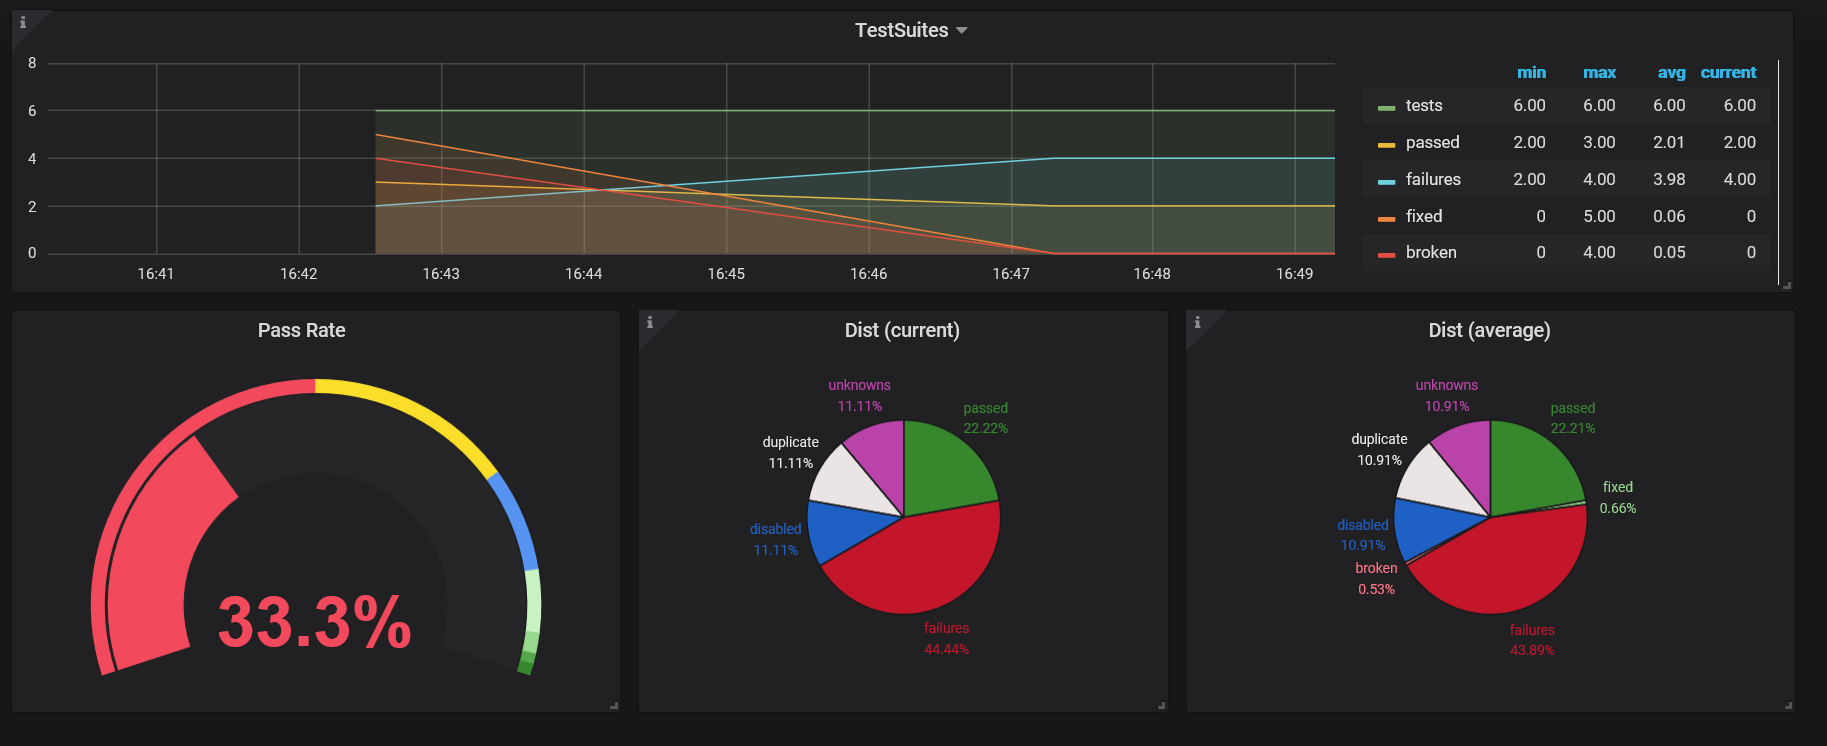 TestSuites
8
6
4
2
0
16:41 16:42 16:43 16:44 16:45 16:46 16:47 16:48 16:49
min max avg current
tests 6.00 6.00 6.00 6.00
passed 2.00 3.00 2.01 2.00
failures 2.00 4.00 3.98 4.00
fixed 0 5.00 0.06 0
broken 0 4.00 0.05 0
Pass Rate
33.3%
Dist (current)
unknowns
11.11%
passed
22.22%
duplicate
11.11%
disabled
11.11%
failures
44.44%
Dist (average)
unknowns
10.91%
passed
22.21%
duplicate
10.91%
fixed
0.66%
disabled
10.91%
broken
0.53%
failures
43.89%